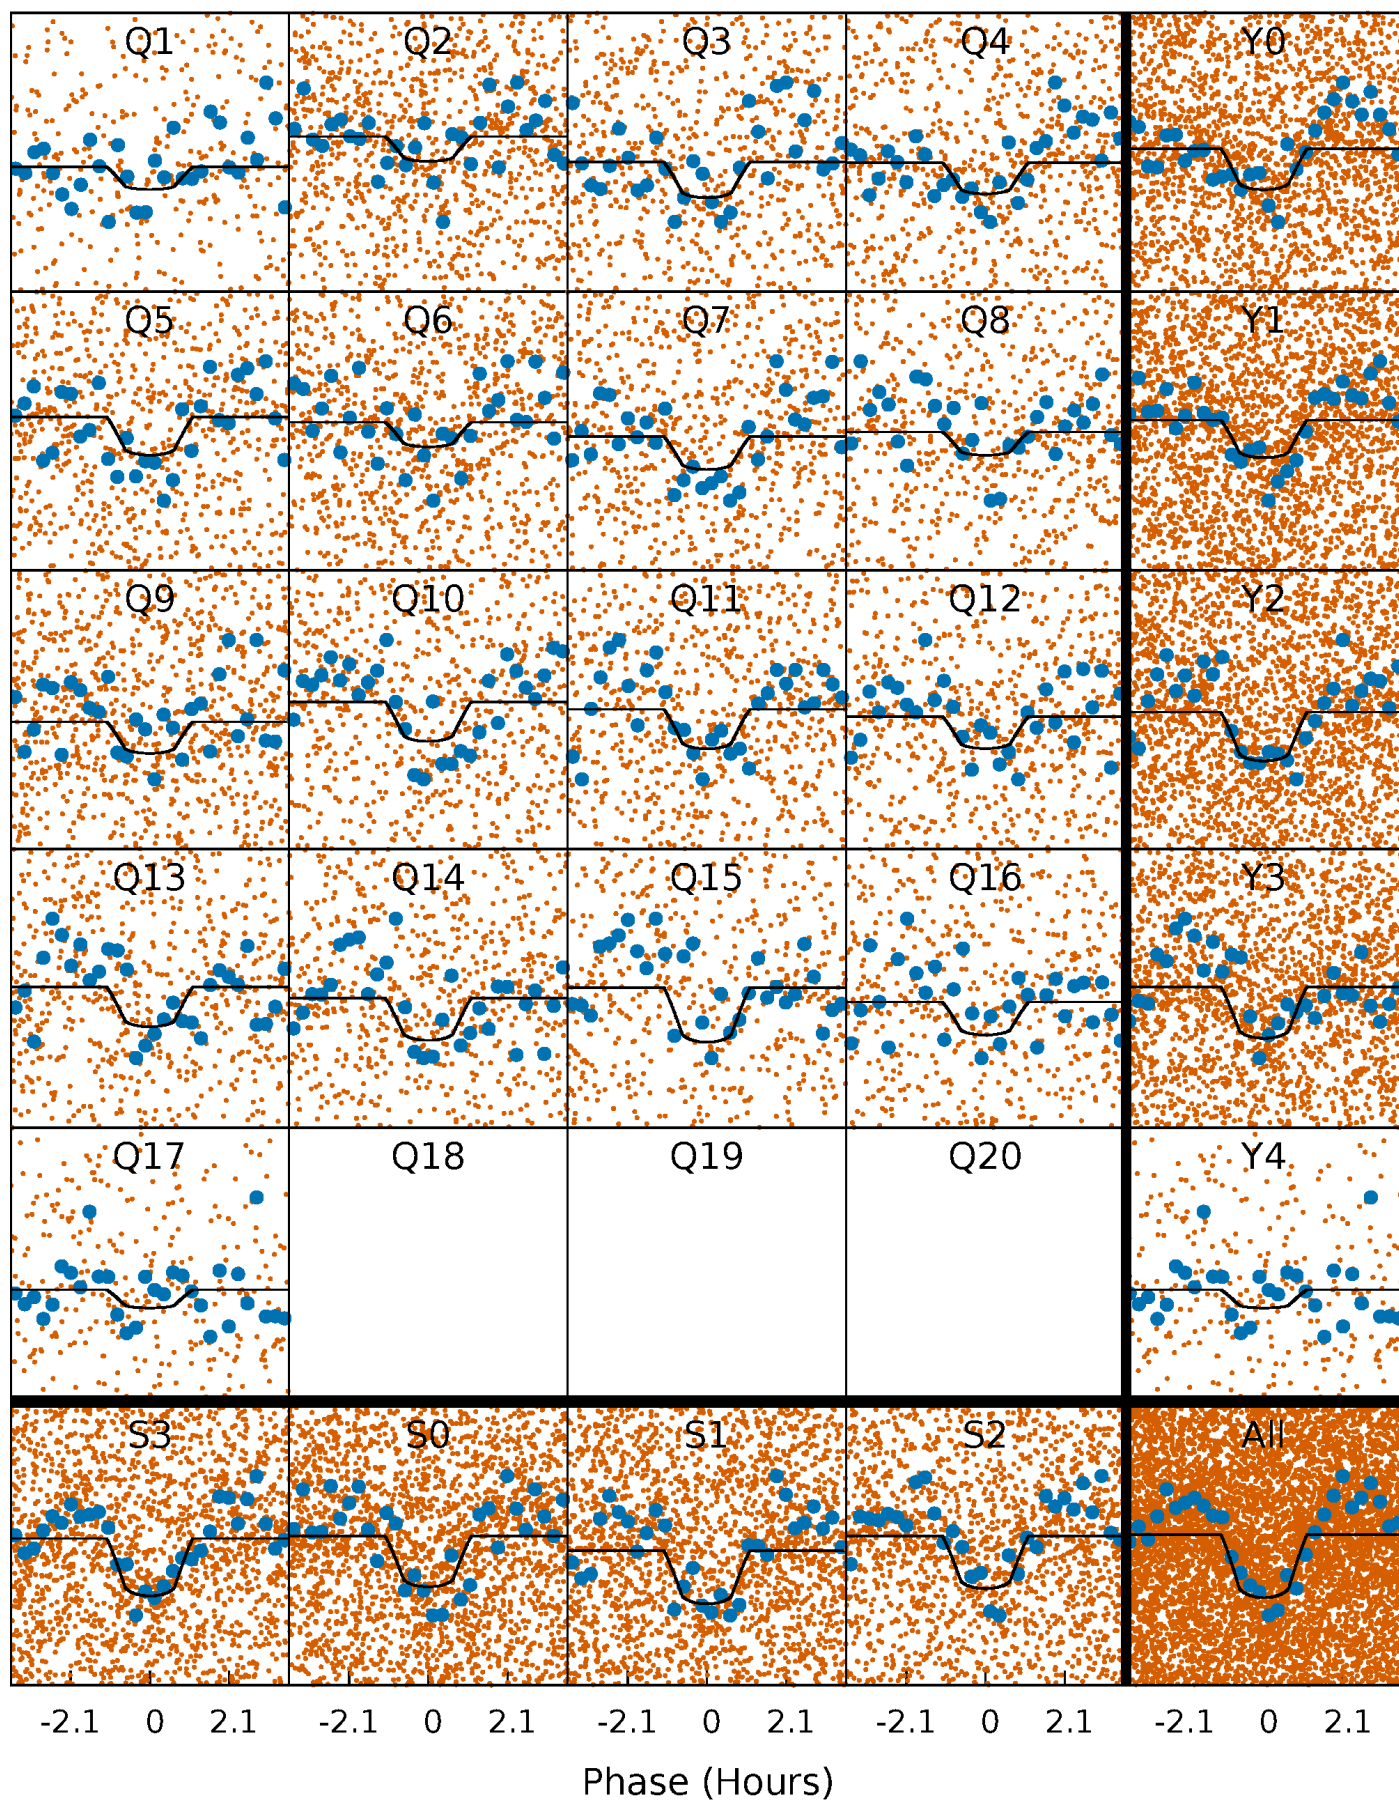 Q1 Q2 Q3 Q4 Y0
Q5 Q6 Q7 Q8 Y1
Q9 Q10 Q11 Q12 Y2
Q13 Q14 Q15 Q16 Y3
Q17 Q18 Q19 Q20 Y4
S3 S0 S1 S2 All
-2.1 0 2.1 -2.1 0 2.1 -2.1 0 2.1 -2.1 0 2.1 -2.1 0 2.1
Phase (Hours)